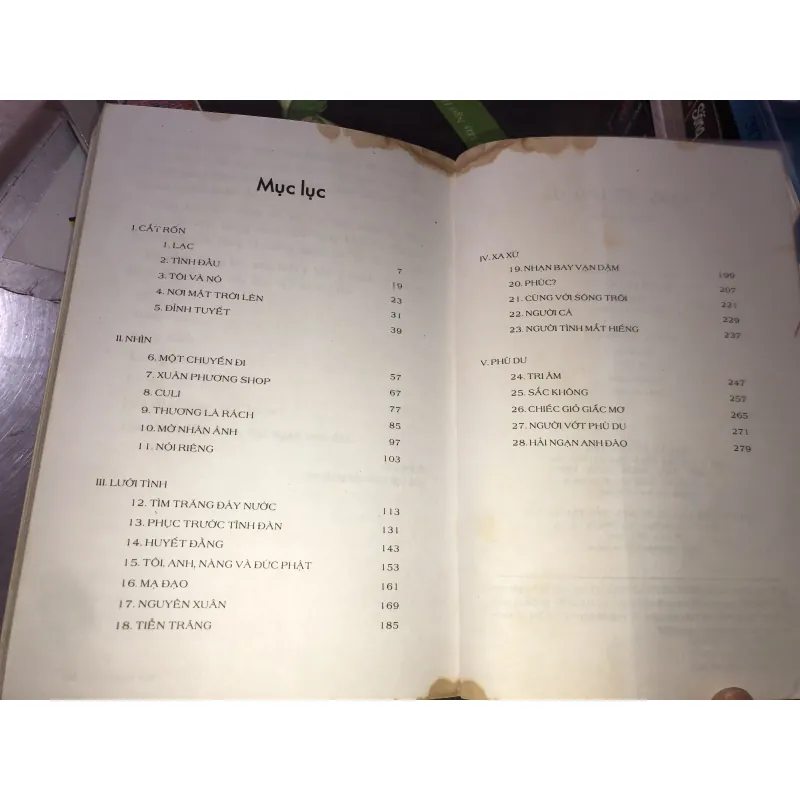 Mục lục
I. CẮT RỐN
1. LẠC 7
2. TÌNH ĐẦU 19
3. TÔI VÀ NÓ 23
4. NƠI MẶT TRỜI LÊN 31
5. ĐỈNH TUYẾT 39
II. NHÌN
6. MỘT CHUYẾN ĐI 57
7. XUÂN PHƯƠNG SHOP 67
8. CULI 77
9. THƯƠNG LÁ RÁCH 85
10. MỜ NHÂN ẢNH 97
11. NỖI RIÊNG 103
III. LƯỚI TÌNH
12. TÌM TRĂNG ĐÁY NƯỚC 113
13. PHỤC TRƯỚC TÌNH ĐÀN 131
14. HUYẾT ĐẰNG 143
15. TÔI, ANH, NÀNG VÀ ĐỨC PHẬT 153
16. MẠ ĐẠO 161
17. NGUYÊN XUÂN 169
18. TIỄN TRĂNG 185
IV. XA XỨ
19. NHẠN BAY VẠN DẶM 199
20. PHÚC? 207
21. CÙNG VỚI SÔNG TRÔI 221
22. NGƯỜI CÁ 229
23. NGƯỜI TÌNH MẮT HIẾNG 237
V. PHÙ DU
24. TRI ÂM 247
25. SẮC KHÔNG 257
26. CHIẾC GIỎ GIẤC MƠ 265
27. NGƯỜI VỚT PHÙ DU 271
28. HẢI NGẠN ANH ĐÀO 279